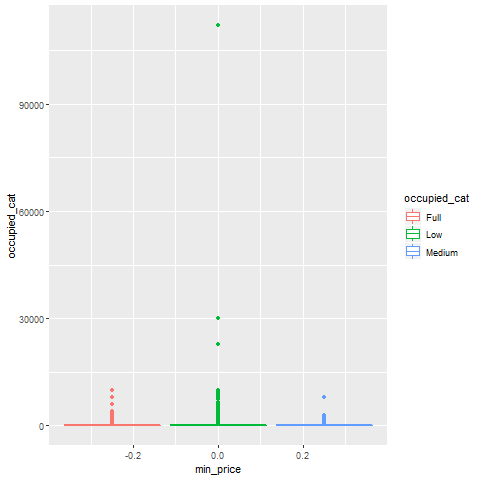 90000
60000
30000
0
occupied_cat
-0.2
0.0
0.2
min_price
occupied_cat
Full
Low
Medium